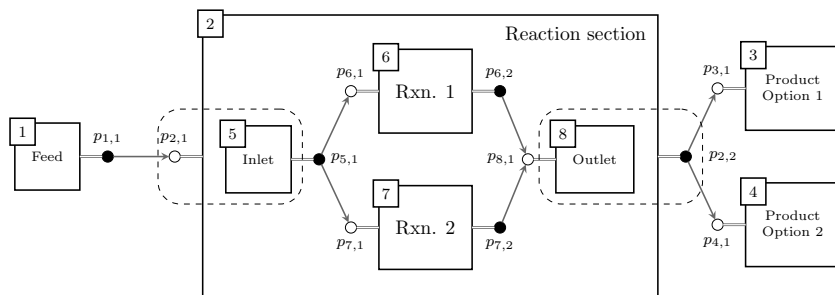 2
Reaction section
6
p6,1
Rxn. 1
p6,2
3
p3,1
Product
Option 1
1
Feed
p1,1
p2,1
5
Inlet
p5,1
8
Outlet
p8,1
p2,2
7
p7,1
Rxn. 2
p7,2
4
p4,1
Product
Option 2